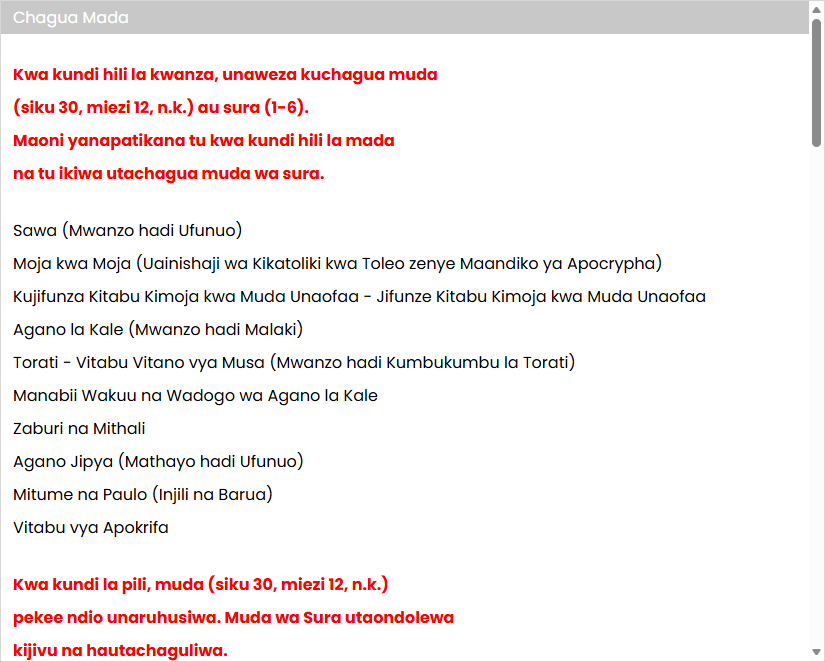 Chagua Mada
Kwa kundi hili la kwanza, unaweza kuchagua muda
(siku 30, miezi 12, n.k.) au sura (1-6).
Maoni yanapatikana tu kwa kundi hili la mada
na tu ikiwa utachagua muda wa sura.
Sawa (Mwanzo hadi Ufunuo)
Moja kwa Moja (Uainishaji wa Kikatoliki kwa Toleo zenye Maandiko ya Apocrypha)
Kujifunza Kitabu Kimoja kwa Muda Unaofaa - Jifunze Kitabu Kimoja kwa Muda Unaofaa
Agano la Kale (Mwanzo hadi Malaki)
Torati - Vitabu Vitano vya Musa (Mwanzo hadi Kumbukumbu la Torati)
Manabii Wakuu na Wadogo wa Agano la Kale
Zaburi na Mithali
Agano Jipya (Mathayo hadi Ufunuo)
Mitume na Paulo (Injili na Barua)
Vitabu vya Apokrifa
Kwa kundi la pili, muda (siku 30, miezi 12, n.k.)
pekee ndio unaruhusiwa. Muda wa Sura utaondolewa
kijivu na hautachaguliwa.